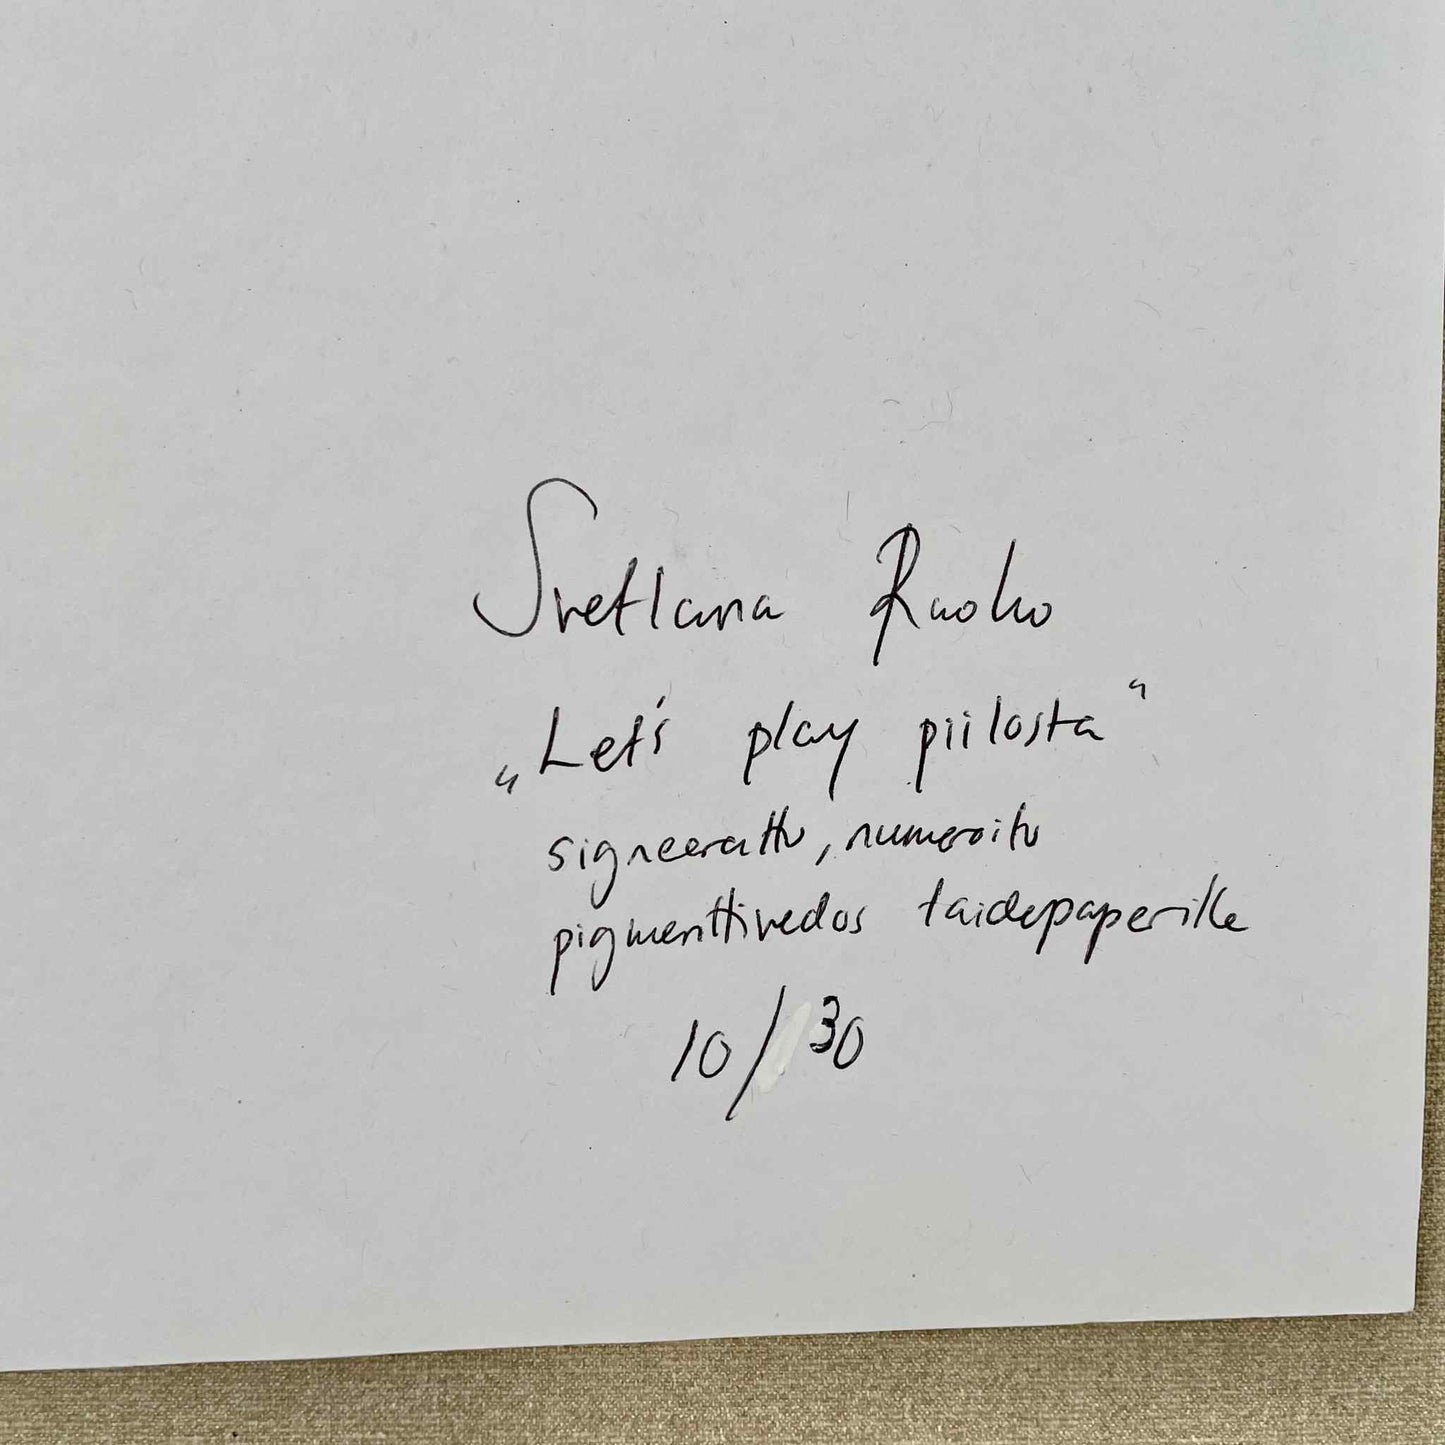 Svetlana Ruoho
„Let's play piilosta"
signeerattu, numeroitu
pigmenttivedos taidepaperille
10/30